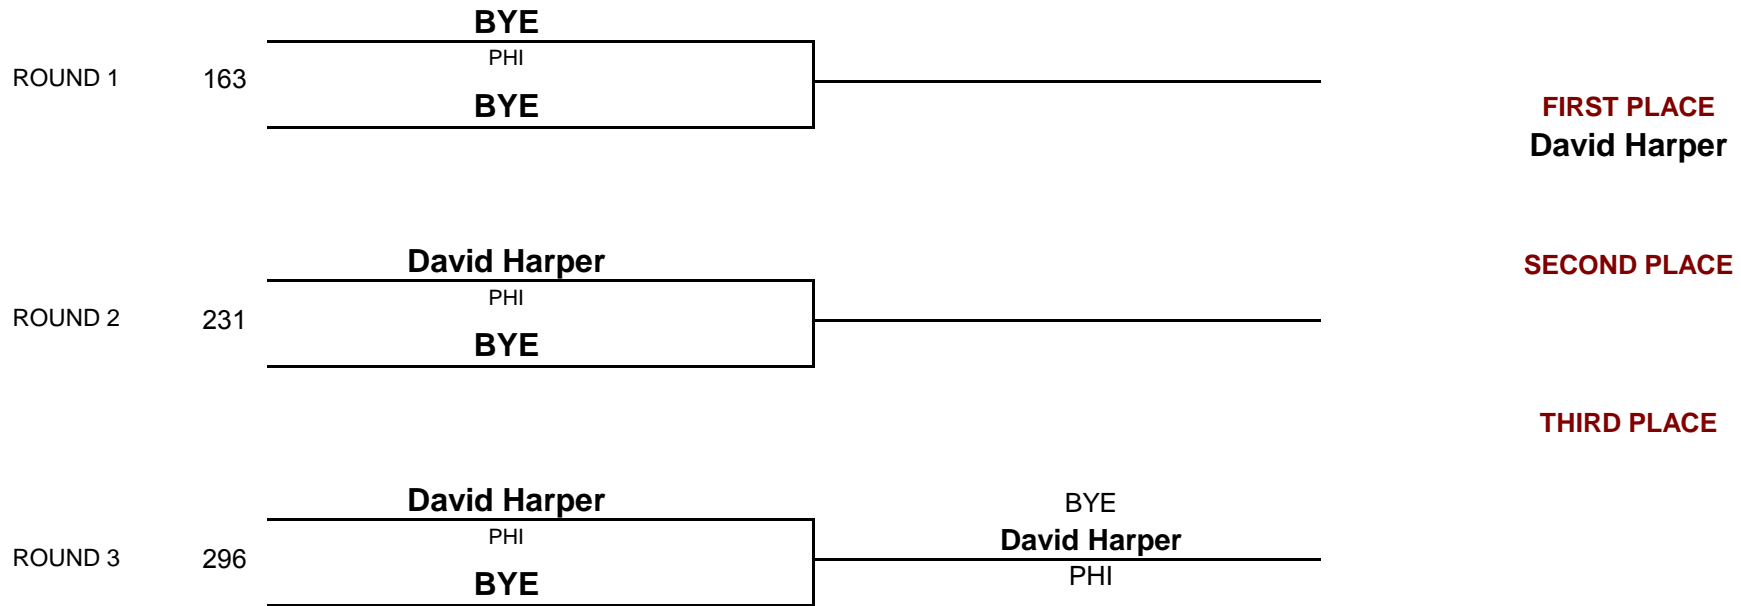 BYE
PHI
ROUND 1 163
BYE
FIRST PLACE
David Harper
David Harper
SECOND PLACE
PHI
ROUND 2 231
BYE
THIRD PLACE
David Harper
BYE
PHI
David Harper
ROUND 3 296
PHI
BYE